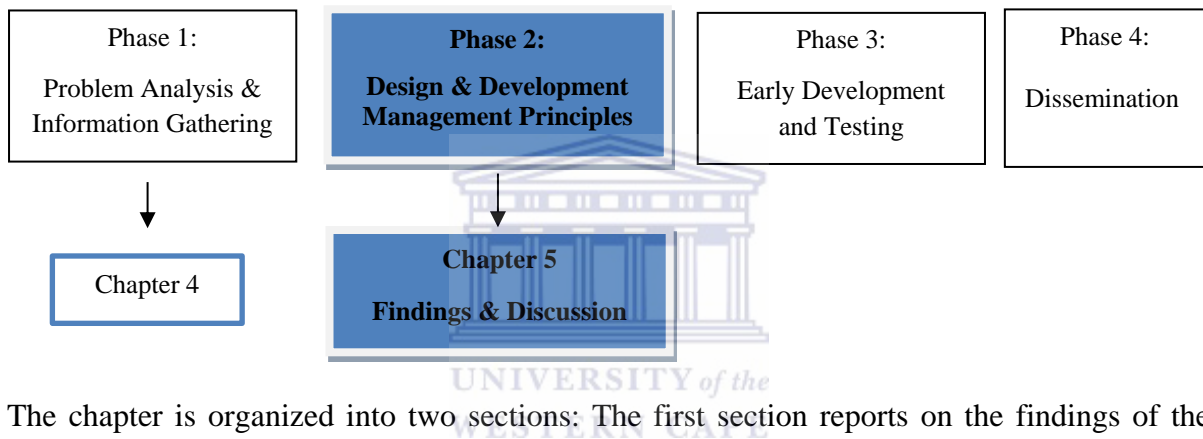 Phase 1:
Problem Analysis &
Information Gathering
Phase 2:
Design & Development
Management Principles
Phase 3:
Early Development
and Testing
Phase 4:
Dissemination
Chapter 4
Chapter 5
Findings & Discussion
UNIVERSITY of the
The chapter is organized into two sections: The first section reports on the findings of the
WESTERN CAPE